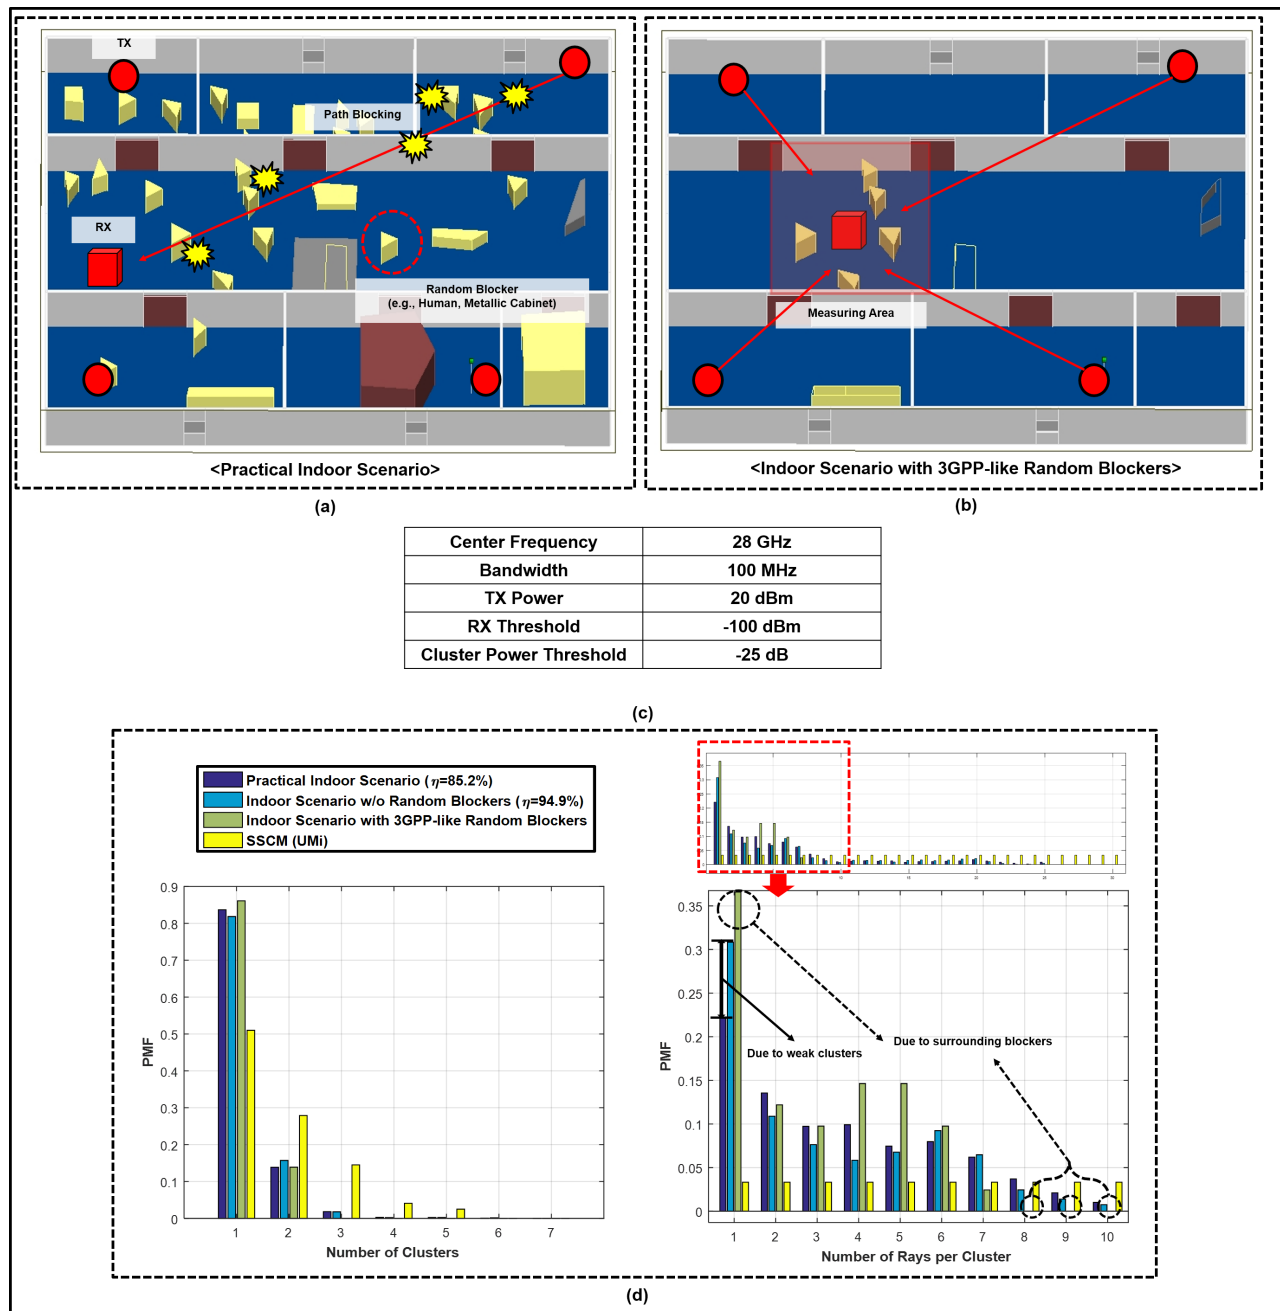 TX
Path Blocking
RX
Random Blocker
(e.g., Human, Metallic Cabinet)
<Practical Indoor Scenario>
(a)
Measuring Area
<Indoor Scenario with 3GPP-like Random Blockers>
(b)
Center Frequency 28 GHz
Bandwidth 100 MHz
TX Power 20 dBm
RX Threshold -100 dBm
Cluster Power Threshold -25 dB
(c)
Practical Indoor Scenario (η=85.2%)
Indoor Scenario w/o Random Blockers (η=94.9%)
Indoor Scenario with 3GPP-like Random Blockers
SSCM (UMi)
PMF
0.9
0.8
0.7
0.6
0.5
0.4
0.3
0.2
0.1
0
1 2 3 4 5 6 7
Number of Clusters
PMF
0.35
0.3
0.25
0.2
0.15
0.1
0.05
0
Due to weak clusters
Due to surrounding blockers
1 2 3 4 5 6 7 8 9 10
Number of Rays per Cluster
(d)